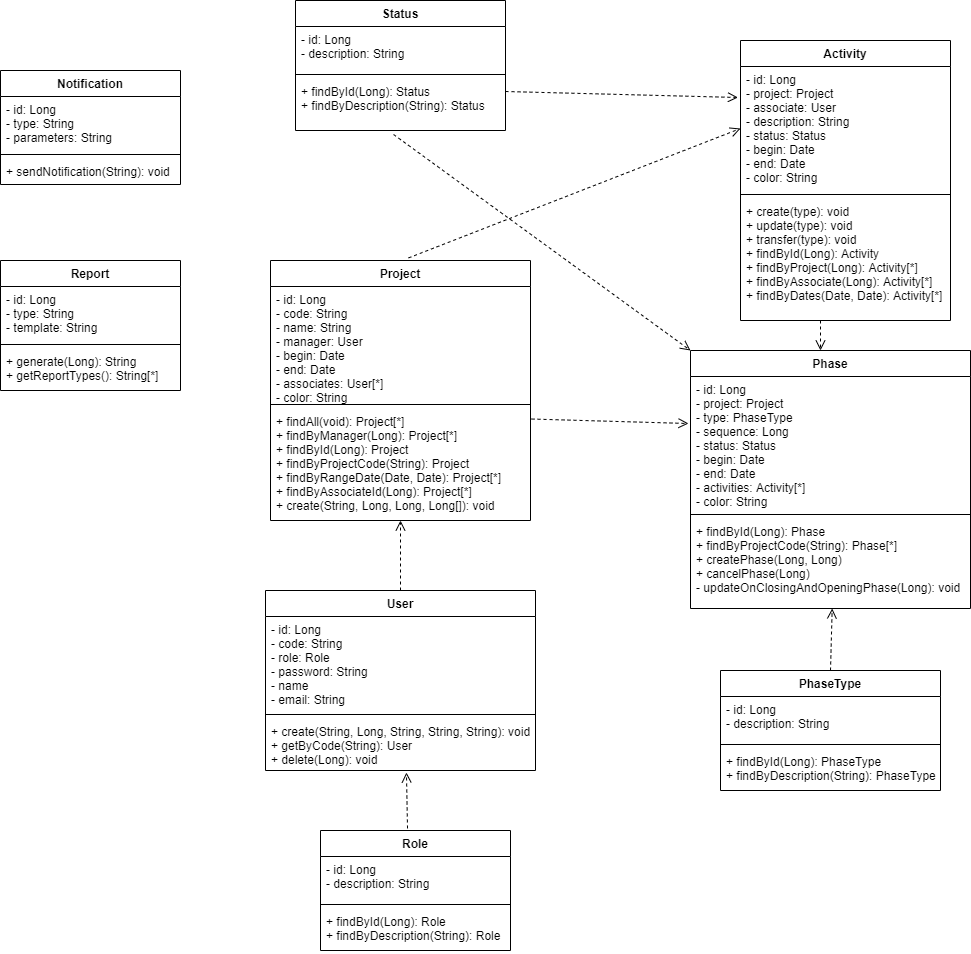 Status
- id: Long
- description: String
+ findById(Long): Status
+ findByDescription(String): Status
Activity
- id: Long
- project: Project
- associate: User
- description: String
- status: Status
- begin: Date
- end: Date
- color: String
+ create(type): void
+ update(type): void
+ transfer(type): void
+ findById(Long): Activity
+ findByProject(Long): Activity[*]
+ findByAssociate(Long): Activity[*]
+ findByDates(Date, Date): Activity[*]
Notification
- id: Long
- type: String
- parameters: String
+ sendNotification(String): void
Report
- id: Long
- type: String
- template: String
+ generate(Long): String
+ getReportTypes(): String[*]
Project
- id: Long
- code: String
- name: String
- manager: User
- begin: Date
- end: Date
- associates: User[*]
- color: String
+ findAll(void): Project[*]
+ findByManager(Long): Project[*]
+ findById(Long): Project
+ findByProjectCode(String): Project
+ findByRangeDate(Date, Date): Project[*]
+ findByAssociateId(Long): Project[*]
+ create(String, Long, Long, Long[]): void
Phase
- id: Long
- project: Project
- type: PhaseType
- sequence: Long
- status: Status
- begin: Date
- end: Date
- activities: Activity[*]
- color: String
+ findById(Long): Phase
+ findByProjectCode(String): Phase[*]
+ createPhase(Long, Long)
+ cancelPhase(Long)
- updateOnClosingAndOpeningPhase(Long): void
User
- id: Long
- code: String
- role: Role
- password: String
- name
- email: String
+ create(String, Long, String, String, String): void
+ getByCode(String): User
+ delete(Long): void
PhaseType
- id: Long
- description: String
+ findById(Long): PhaseType
+ findByDescription(String): PhaseType
Role
- id: Long
- description: String
+ findById(Long): Role
+ findByDescription(String): Role